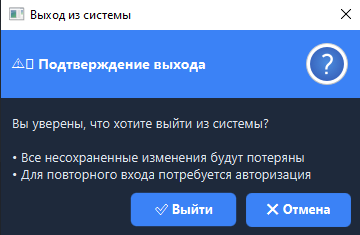 Выход из системы
⚠️ Подтверждение выхода
Вы уверены, что хотите выйти из системы?
• Все несохраненные изменения будут потеряны
• Для повторного входа потребуется авторизация
✅ Выйти
❌ Отмена